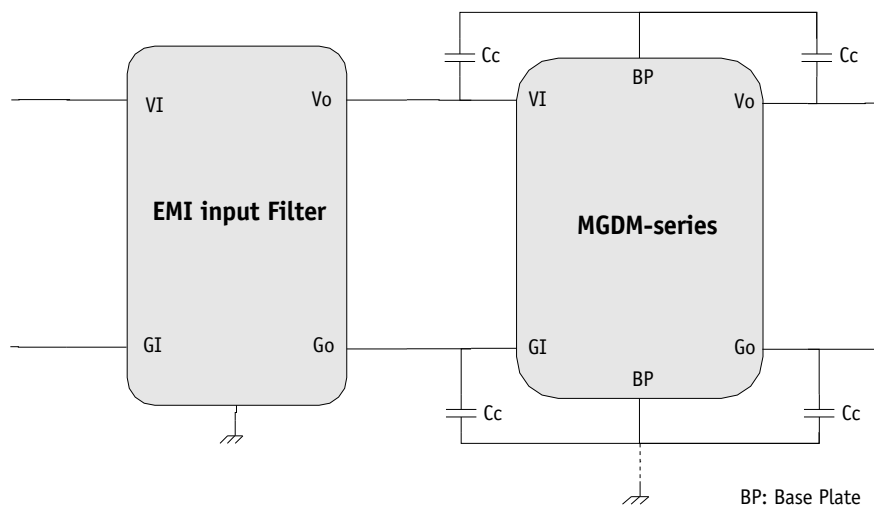 Cc
Cc
BP
VI
Vo
VI
Vo
EMI input Filter
MGDM-series
GI
Go
GI
Go
BP
Cc
Cc
BP: Base Plate